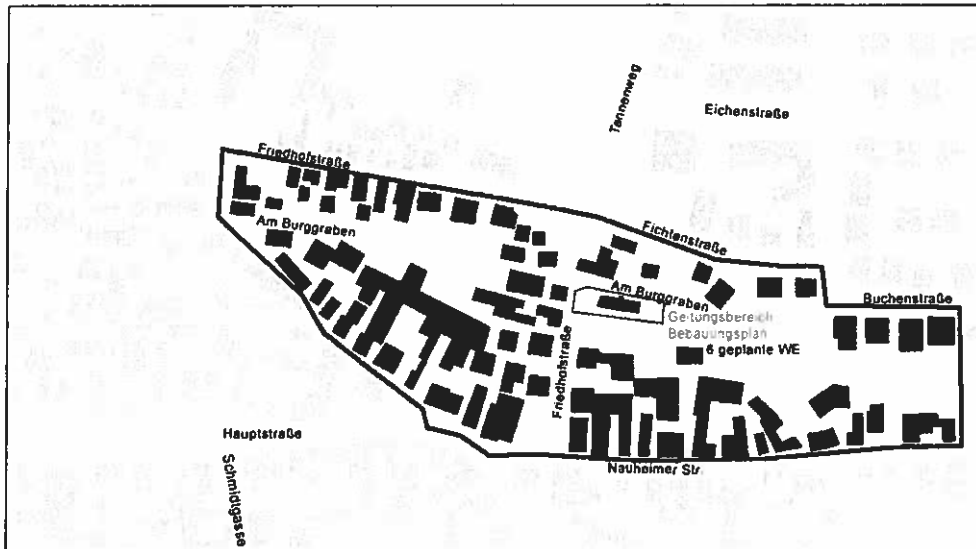 Tannenweg
Eichenstraße
Friedhofstraße
Am Burggraben
Fichtenstraße
Am Burggraben
Buchenstraße
Geltungsbereich
Bebauungsplan
6 geplante WE
Friedhofstraße
Hauptstraße
Schmidtgasse
Nauheimer Str.